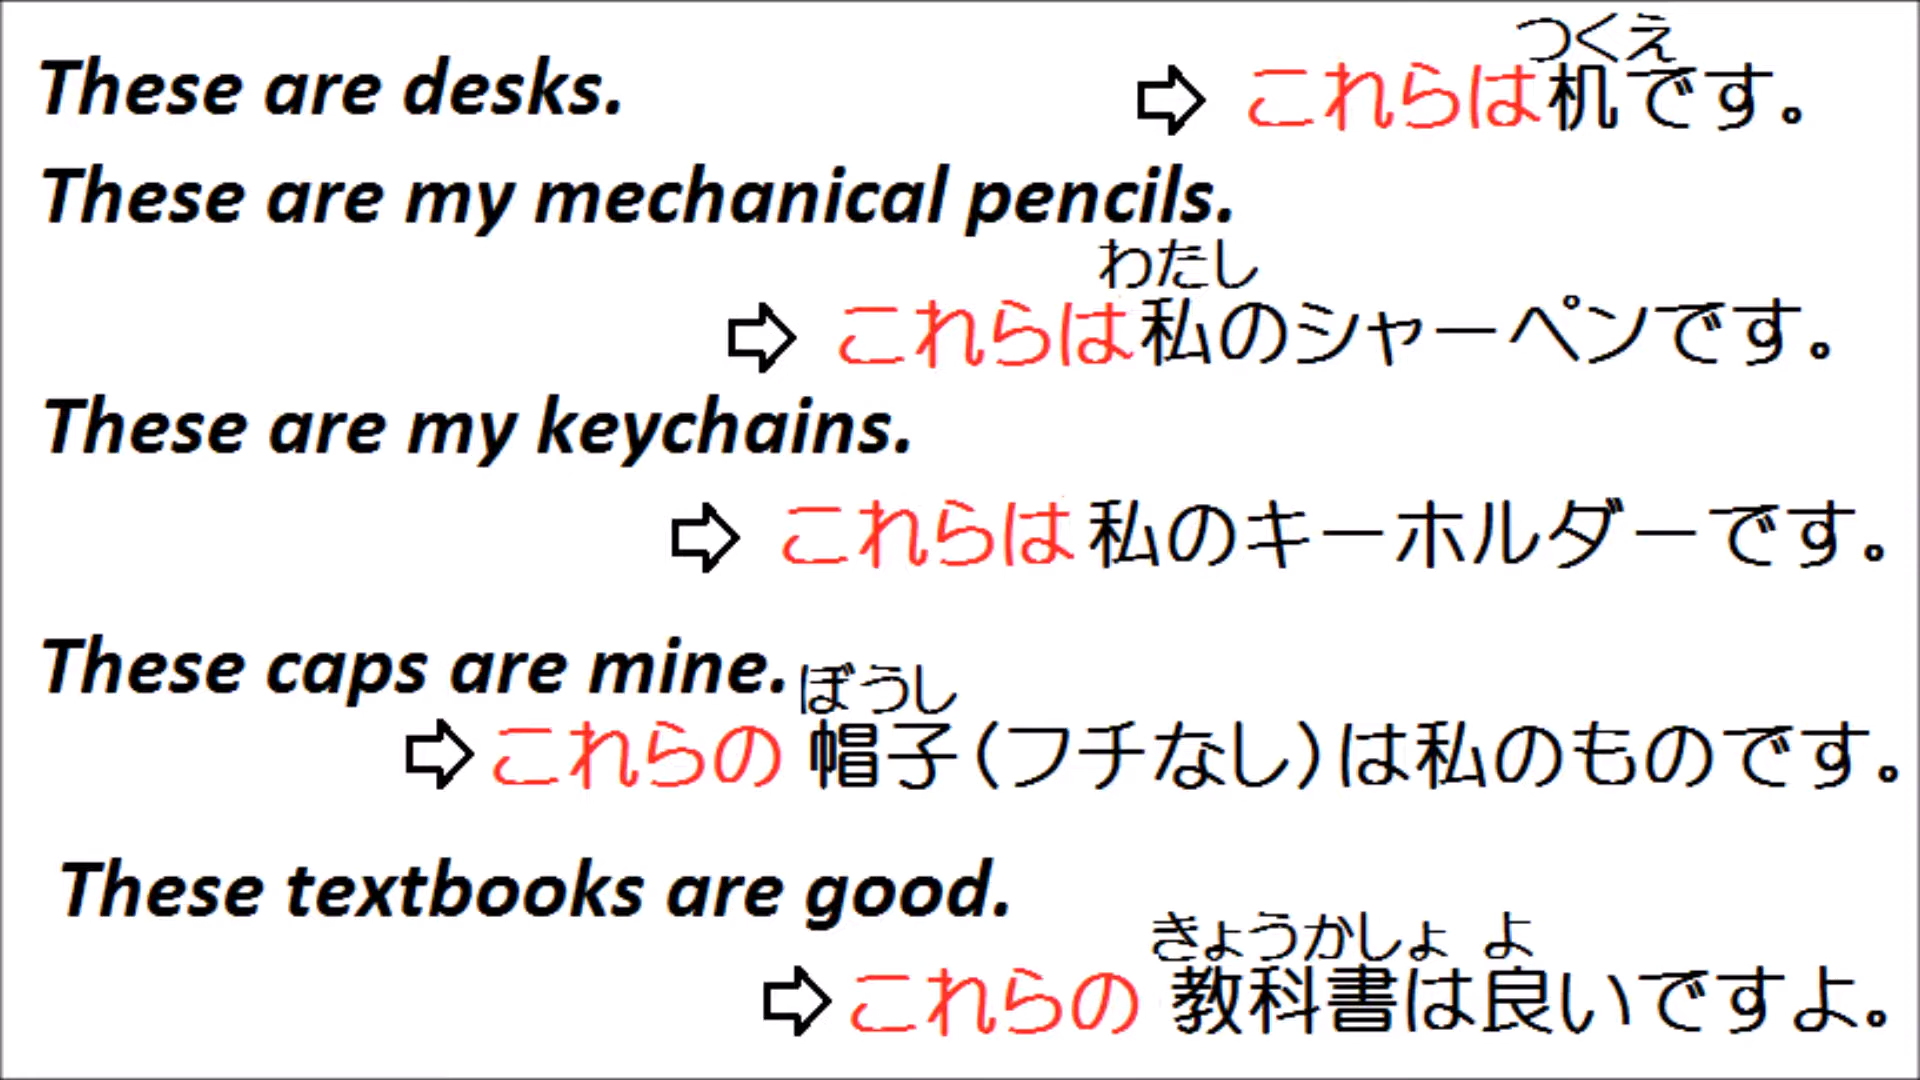 These are desks.
つくえ
⇨ これらは机です。
These are my mechanical pencils.
わたし
⇨ これらは私のシャーペンです。
These are my keychains.
⇨ これらは私のキーホルダーです。
These caps are mine.
ぼうし
⇨ これらの帽子(フチなし)は私のものです。
These textbooks are good.
きょうかしょ よ
⇨ これらの教科書は良いですよ。